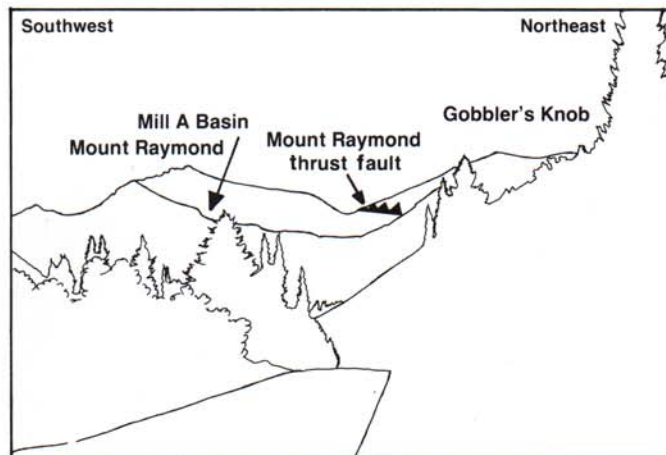 Southwest
Northeast
Gobbler's Knob
Mill A Basin
Mount Raymond
Mount Raymond
thrust fault